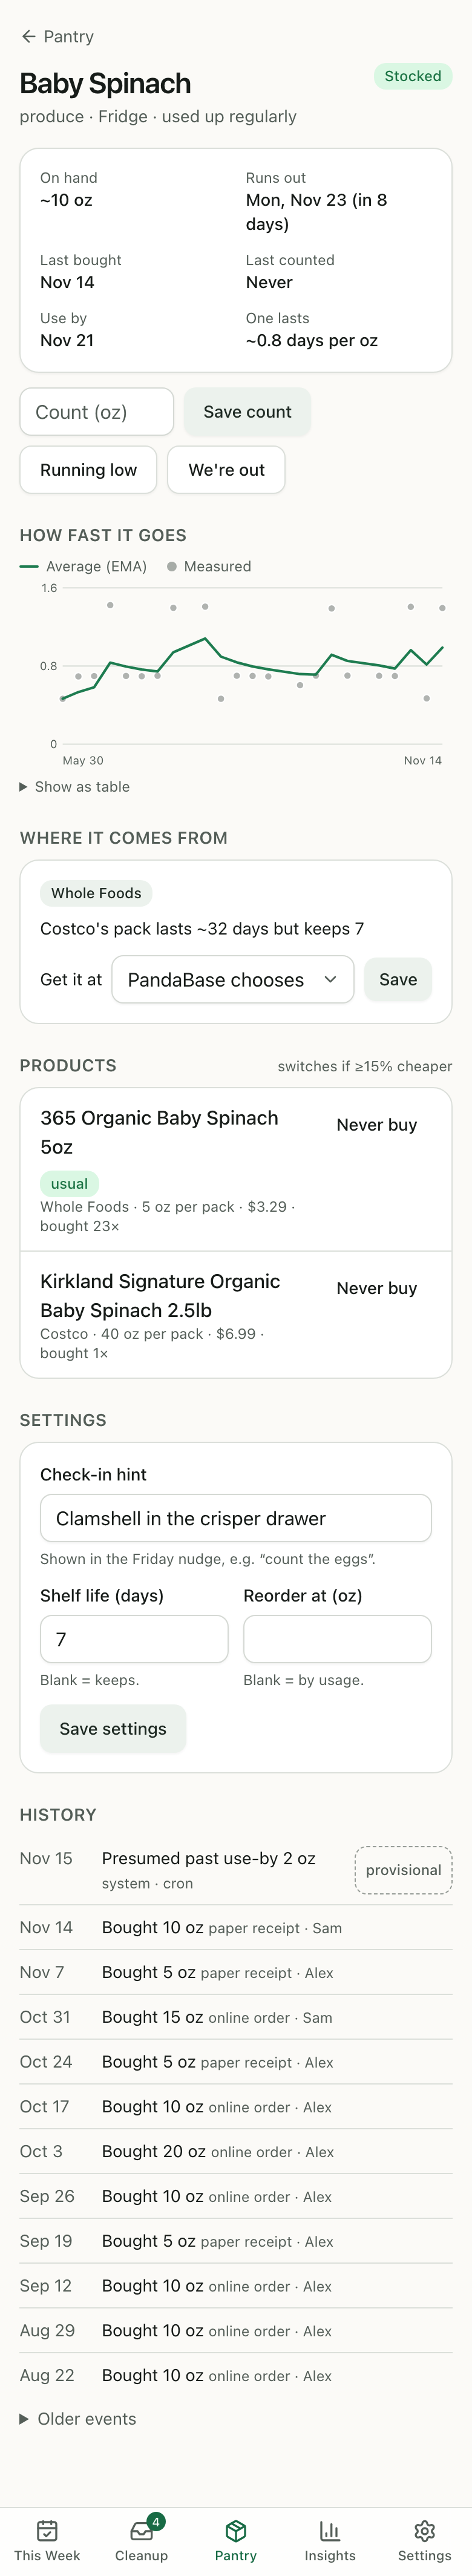 Pantry
Baby Spinach
Stocked
produce · Fridge · used up regularly
On hand
~10 oz
Runs out
Mon, Nov 23 (in 8
days)
Last bought
Nov 14
Last counted
Never
Use by
Nov 21
One lasts
~0.8 days per oz
Count (oz)
Save count
Running low
We're out
HOW FAST IT GOES
Average (EMA)
Measured
1.6
0.8
0
May 30
Nov 14
Show as table
WHERE IT COMES FROM
Whole Foods
Costco's pack lasts ~32 days but keeps 7
Get it at
PandaBase chooses
Save
PRODUCTS
switches if ≥15% cheaper
365 Organic Baby Spinach
5oz
Never buy
usual
Whole Foods · 5 oz per pack · $3.29 ·
bought 23×
Kirkland Signature Organic
Baby Spinach 2.5lb
Never buy
Costco · 40 oz per pack · $6.99 ·
bought 1×
SETTINGS
Check-in hint
Clamshell in the crisper drawer
Shown in the Friday nudge, e.g. “count the eggs”.
Shelf life (days)
7
Blank = keeps.
Reorder at (oz)
Blank = by usage.
Save settings
HISTORY
Nov 15 Presumed past use-by 2 oz
system · cron
provisional
Nov 14 Bought 10 oz paper receipt · Sam
Nov 7 Bought 5 oz paper receipt · Alex
Oct 31 Bought 15 oz online order · Sam
Oct 24 Bought 5 oz paper receipt · Alex
Oct 17 Bought 10 oz online order · Alex
Oct 3 Bought 20 oz online order · Alex
Sep 26 Bought 10 oz online order · Alex
Sep 19 Bought 5 oz paper receipt · Alex
Sep 12 Bought 10 oz online order · Alex
Aug 29 Bought 10 oz online order · Alex
Aug 22 Bought 10 oz online order · Alex
Older events
This Week
4
Cleanup
Pantry
Insights
Settings